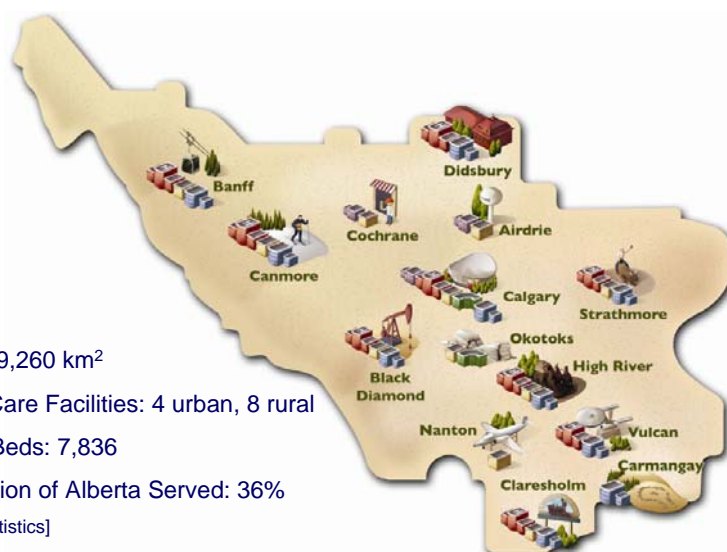 Didsbury
Banff
Cochrane
Airdrie
Canmore
Calgary
Strathmore
Okotoks
Black
Diamond
High River
Nanton
Vulcan
Carmangay
Claresholm
9,260 km²
Care Facilities: 4 urban, 8 rural
Beds: 7,836
ion of Alberta Served: 36%
tistics]